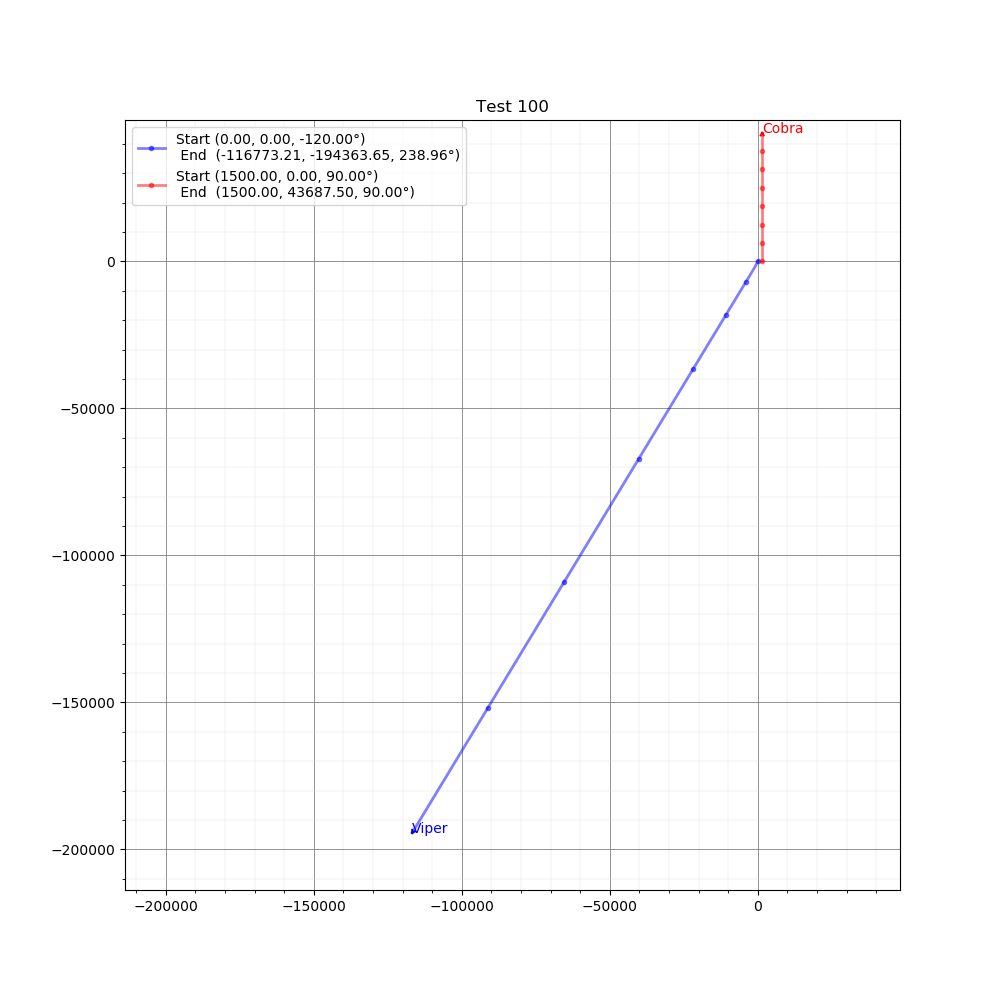 Test 100
Start (0.00, 0.00, -120.00°)
End  (-116773.21, -194363.65, 238.96°)
Start (1500.00, 0.00, 90.00°)
End  (1500.00, 43687.50, 90.00°)
Cobra
0
−50000
−100000
−150000
−200000
Viper
−200000 −150000 −100000 −50000 0